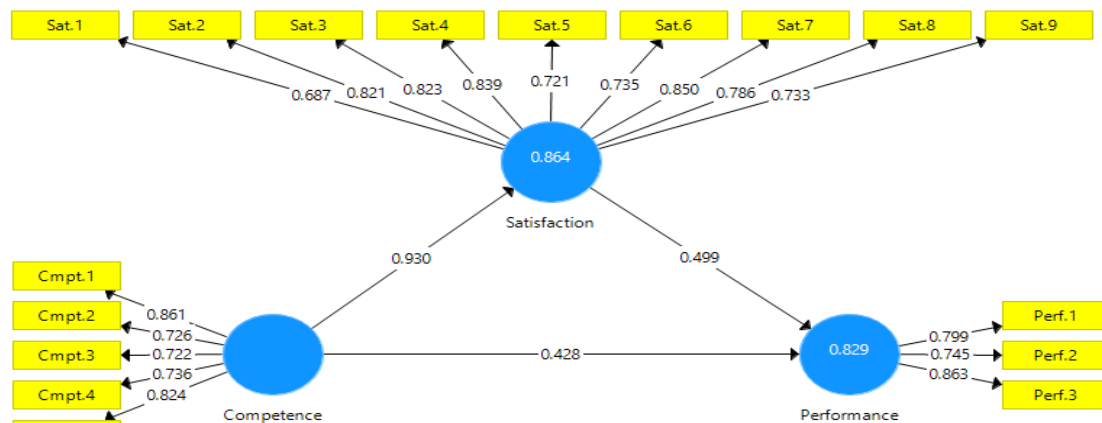 Sat.1 Sat.2 Sat.3 Sat.4 Sat.5 Sat.6 Sat.7 Sat.8 Sat.9
0.687 0.821 0.823 0.839 0.721 0.735 0.850 0.786 0.733
0.864
Satisfaction
0.930 0.499
Cmpt.1
Cmpt.2
Cmpt.3
Cmpt.4
0.861
0.726
0.722
0.736
0.824
Competence
0.428
0.829
Performance
0.799
0.745
0.863
Perf.1
Perf.2
Perf.3